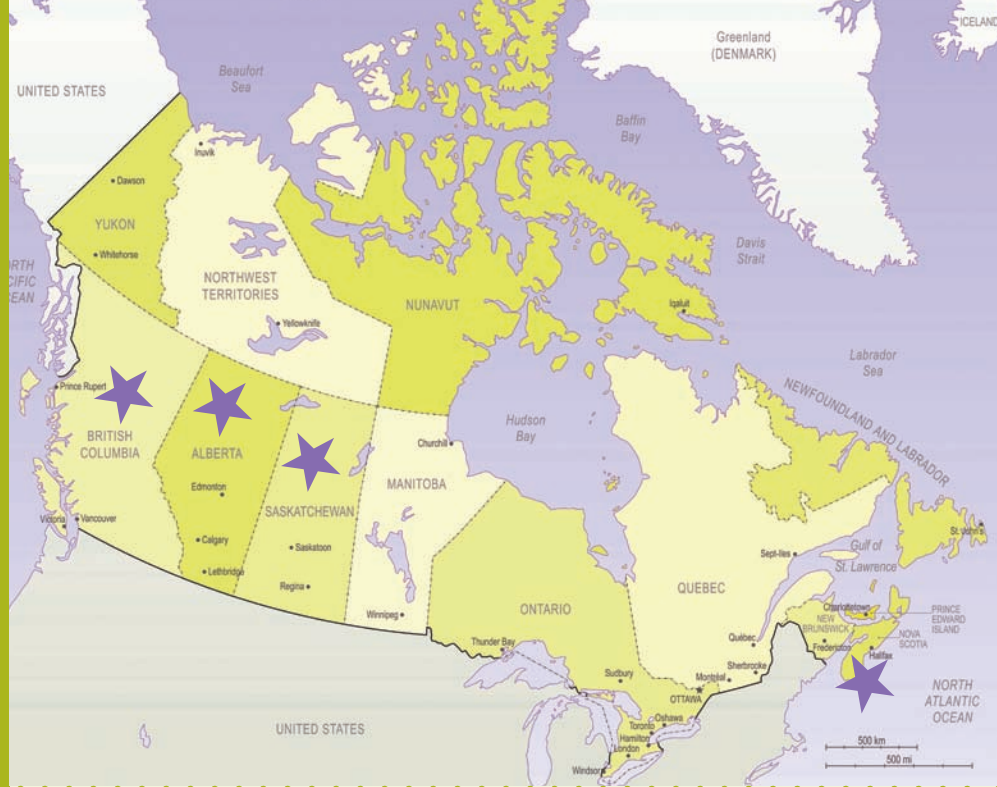 Greenland
(DENMARK)
ICELAND
UNITED STATES
Beaufort
Sea
Baffin
Bay
Inuvik
Dawson
YUKON
Whitehorse
Davis
Strait
NORTHWEST
TERRITORIES
NUNAVUT
Iqaluit
Yellowknife
Labrador
Sea
Prince Rupert
NEWFOUNDLAND AND LABRADOR
Hudson
Bay
BRITISH
COLUMBIA
ALBERTA
Churchill
MANITOBA
Edmonton
SASKATCHEWAN
Victoria
Vancouver
Calgary
Saskatoon
St. John's
Gulf of
St. Lawrence
Sept-Iles
Lethbridge
Regina
QUEBEC
ONTARIO
Winnipeg
Charlottetown
PRINCE
EDWARD
ISLAND
NEW
BRUNSWICK
NOVA
SCOTIA
Fredericton
Halifax
Thunder Bay
Québec
Sherbrooke
Sudbury
Montréal
OTTAWA
NORTH
ATLANTIC
OCEAN
UNITED STATES
Oshawa
Toronto
Hamilton
London
Windsor
500 km
500 mi